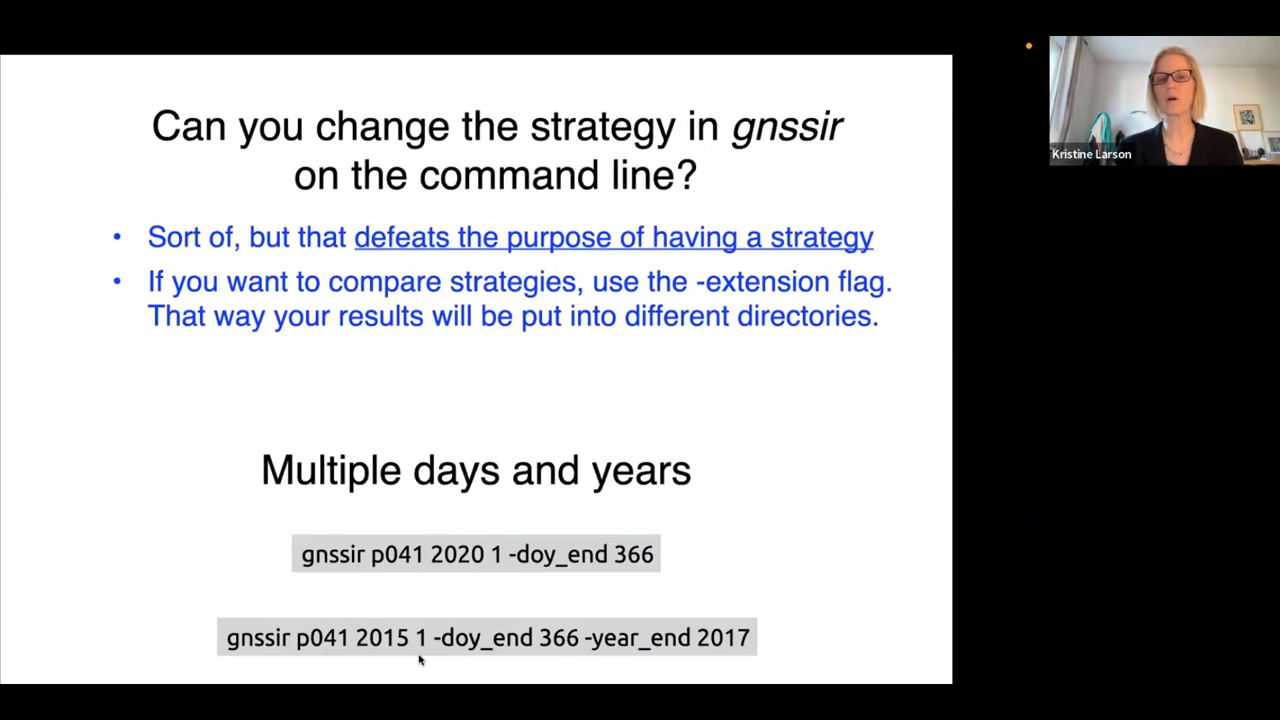 Can you change the strategy in gnssir
on the command line?
• Sort of, but that defeats the purpose of having a strategy
• If you want to compare strategies, use the -extension flag.
That way your results will be put into different directories.
Multiple days and years
gnssir p041 2020 1 -doy_end 366
gnssir p041 2015 1 -doy_end 366 -year_end 2017
Kristine Larson